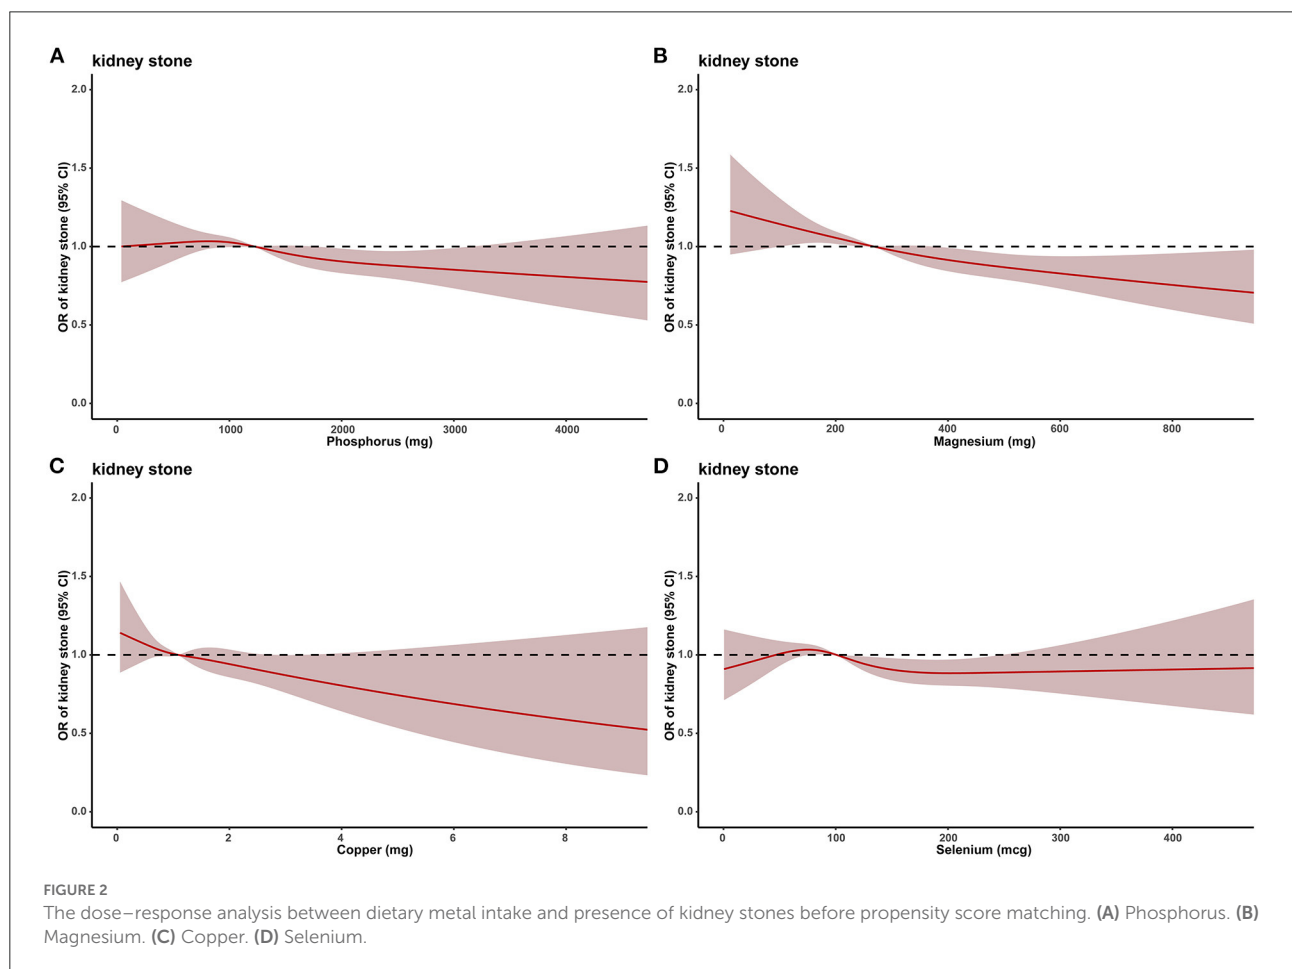 A
kidney stone
OR of kidney stone (95% CI)
2.0
1.5
1.0
0.5
0.0
0
1000
2000
3000
4000
Phosphorus (mg)
B
kidney stone
OR of kidney stone (95% CI)
2.0
1.5
1.0
0.5
0.0
0
200
400
600
800
Magnesium (mg)
C
kidney stone
OR of kidney stone (95% CI)
2.0
1.5
1.0
0.5
0.0
0
2
4
6
8
Copper (mg)
D
kidney stone
OR of kidney stone (95% CI)
2.0
1.5
1.0
0.5
0.0
0
100
200
300
400
Selenium (mcg)
FIGURE 2
The dose–response analysis between dietary metal intake and presence of kidney stones before propensity score matching. (A) Phosphorus. (B)
Magnesium. (C) Copper. (D) Selenium.